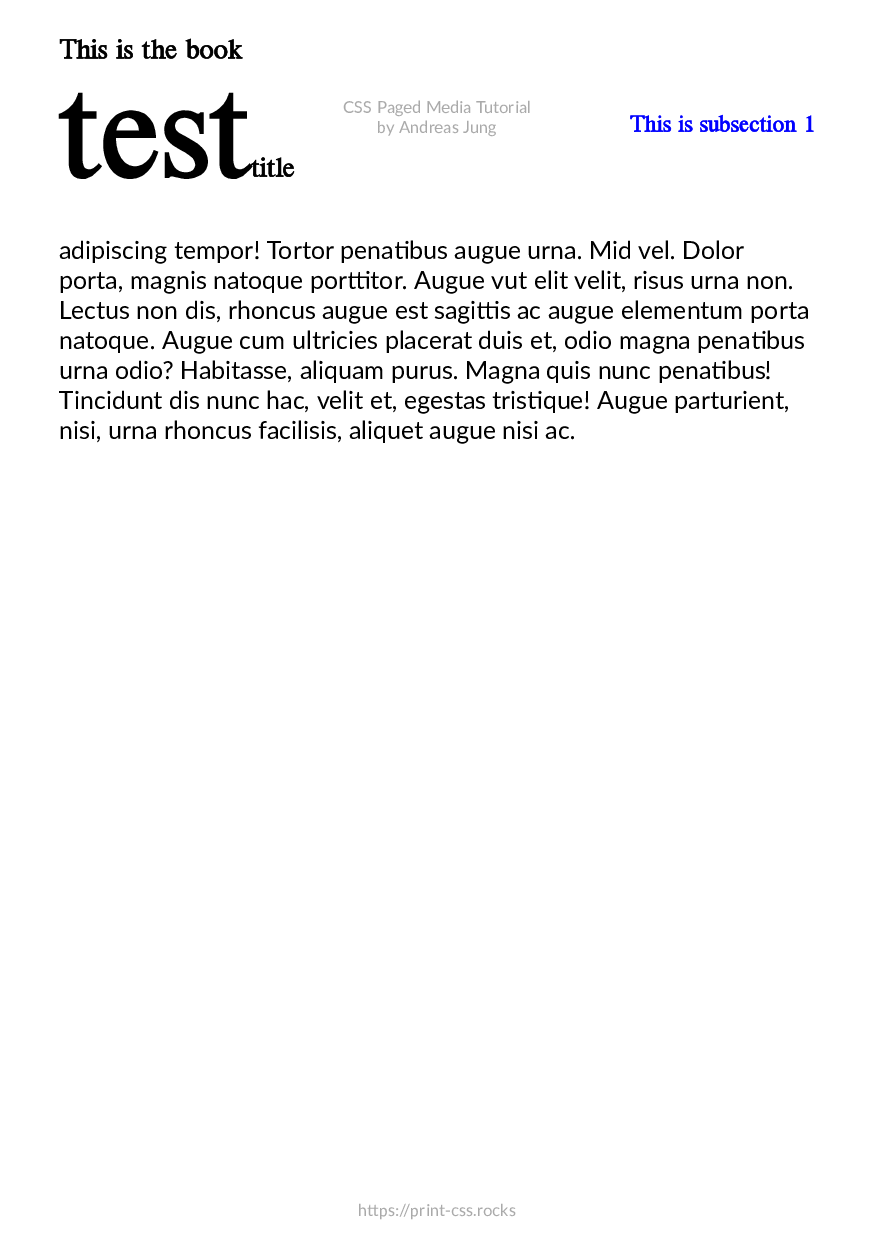 This is the book
testtitle
CSS Paged Media Tutorial
by Andreas Jung
This is subsection 1
adipiscing tempor! Tortor penatibus augue urna. Mid vel. Dolor
porta, magnis natoque porttitor. Augue vut elit velit, risus urna non.
Lectus non dis, rhoncus augue est sagittis ac augue elementum porta
natoque. Augue cum ultricies placerat duis et, odio magna penatibus
urna odio? Habitasse, aliquam purus. Magna quis nunc penatibus!
Tincidunt dis nunc hac, velit et, egestas tristique! Augue parturient,
nisi, urna rhoncus facilisis, aliquet augue nisi ac.
https://print-css.rocks